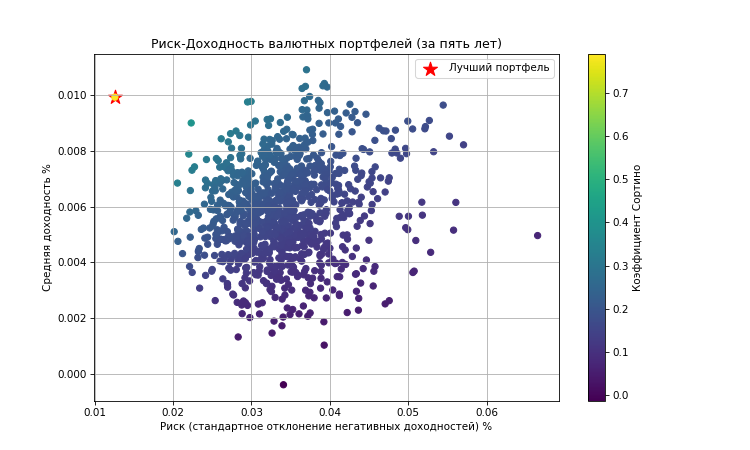 Риск-Доходность валютных портфелей (за пять лет)
Лучший портфель
0.010
0.008
0.006
0.004
0.002
0.000
Средняя доходность %
0.01 0.02 0.03 0.04 0.05 0.06
Риск (стандартное отклонение негативных доходностей) %
0.7
0.6
0.5
0.4
0.3
0.2
0.1
0.0
Коэффициент Сортино